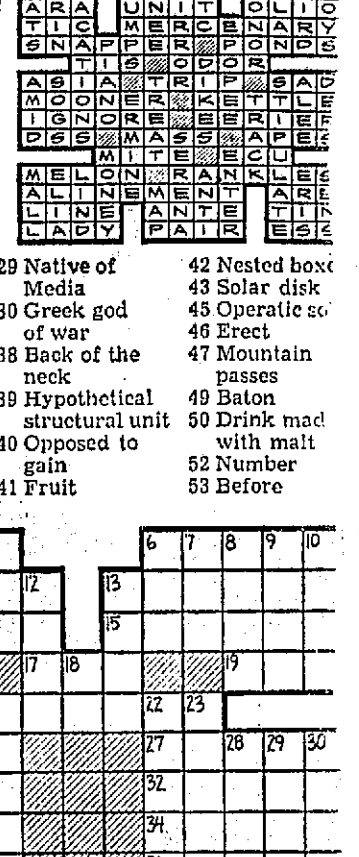 ARA UNIT OLIO
TIC MERCENARY
SNAPPER PONDS
TIS ODOR
ASIA TRIP SAD
MOONER KETTLE
IGNORE EERIEF
DSS MASS APES
MITE ECU
MELON RANKLES
ALINEMENT ARE
LINE ANTE TIN
LADY PAIR ESS
29 Native of
Media
30 Greek god
of war
38 Back of the
neck
39 Hypothetical
structural unit
40 Opposed to
gain
41 Fruit
42 Nested boxe
43 Solar disk
45 Operatic so
46 Erect
47 Mountain
passes
49 Baton
50 Drink mad
with malt
52 Number
53 Before
6 7 8 9 10
12 13
15
17 18 19
22 23
27 28 29 30
32
34